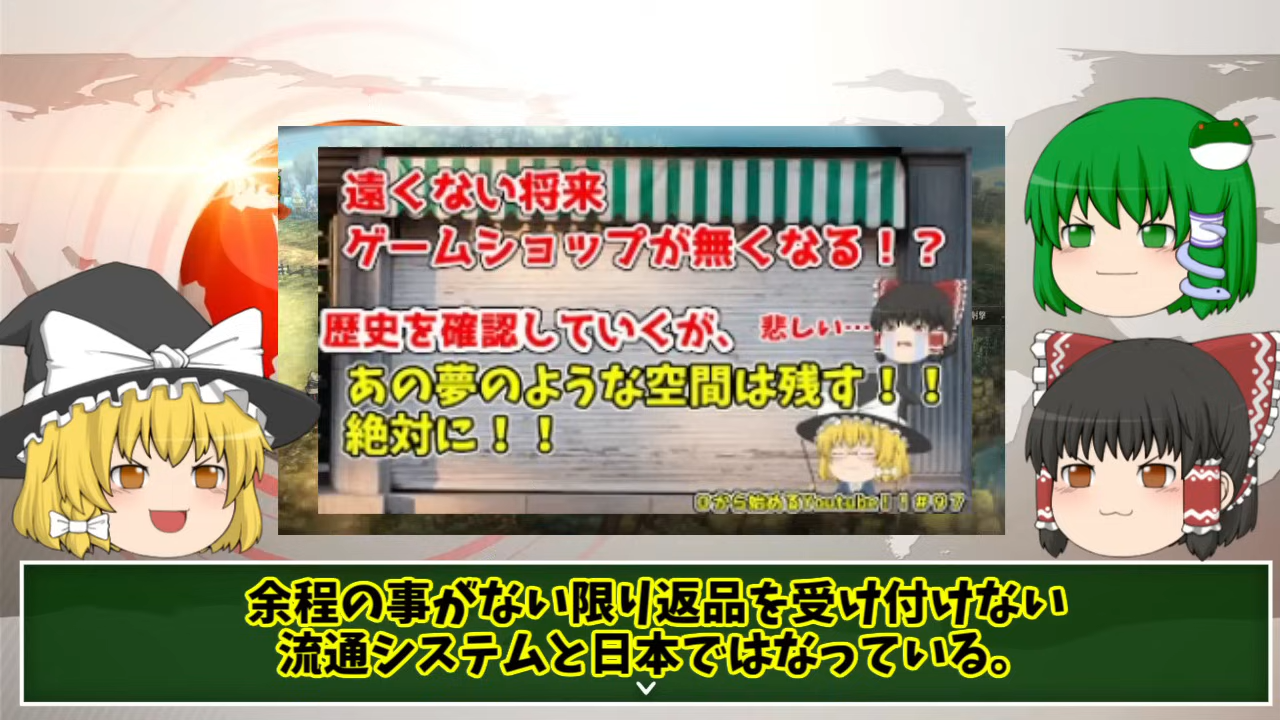 遠くない将来
ゲームショップが無くなる！？
歴史を確認していくが、 悲しい…
あの夢のような空間は残す！！
絶対に！！
0から始めるYoutube！！＃97
余程の事がない限り返品を受け付けない
流通システムと日本ではなっている。